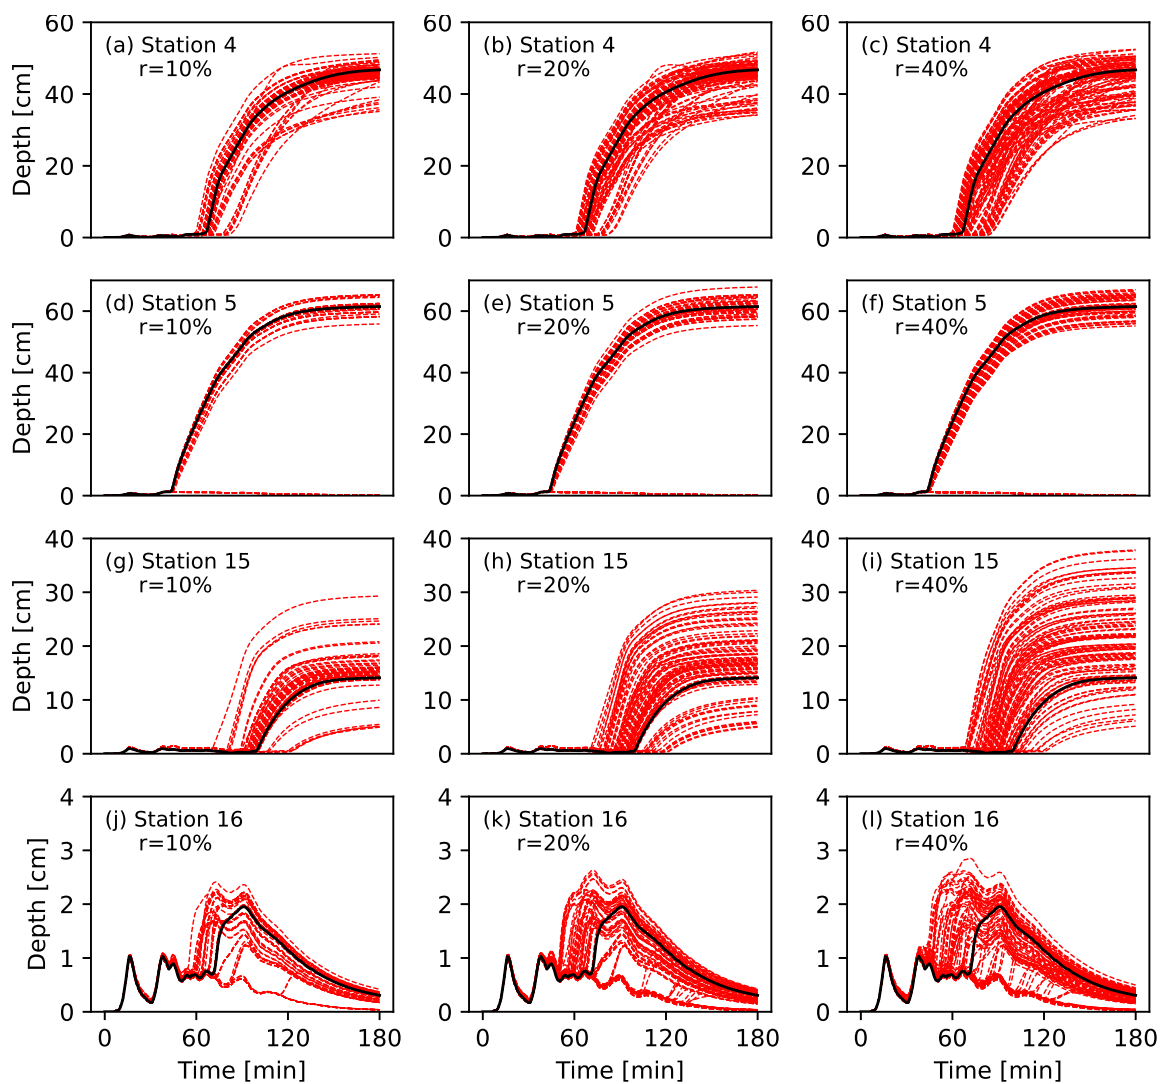 60
40
20
0
Depth [cm]
(a) Station 4
r=10%
60
40
20
0
(b) Station 4
r=20%
60
40
20
0
(c) Station 4
r=40%
60
40
20
0
Depth [cm]
(d) Station 5
r=10%
60
40
20
0
(e) Station 5
r=20%
60
40
20
0
(f) Station 5
r=40%
40
30
20
10
0
Depth [cm]
(g) Station 15
r=10%
40
30
20
10
0
(h) Station 15
r=20%
40
30
20
10
0
(i) Station 15
r=40%
4
3
2
1
0
Depth [cm]
(j) Station 16
r=10%
0 60 120 180
Time [min]
4
3
2
1
0
(k) Station 16
r=20%
0 60 120 180
Time [min]
4
3
2
1
0
(l) Station 16
r=40%
0 60 120 180
Time [min]